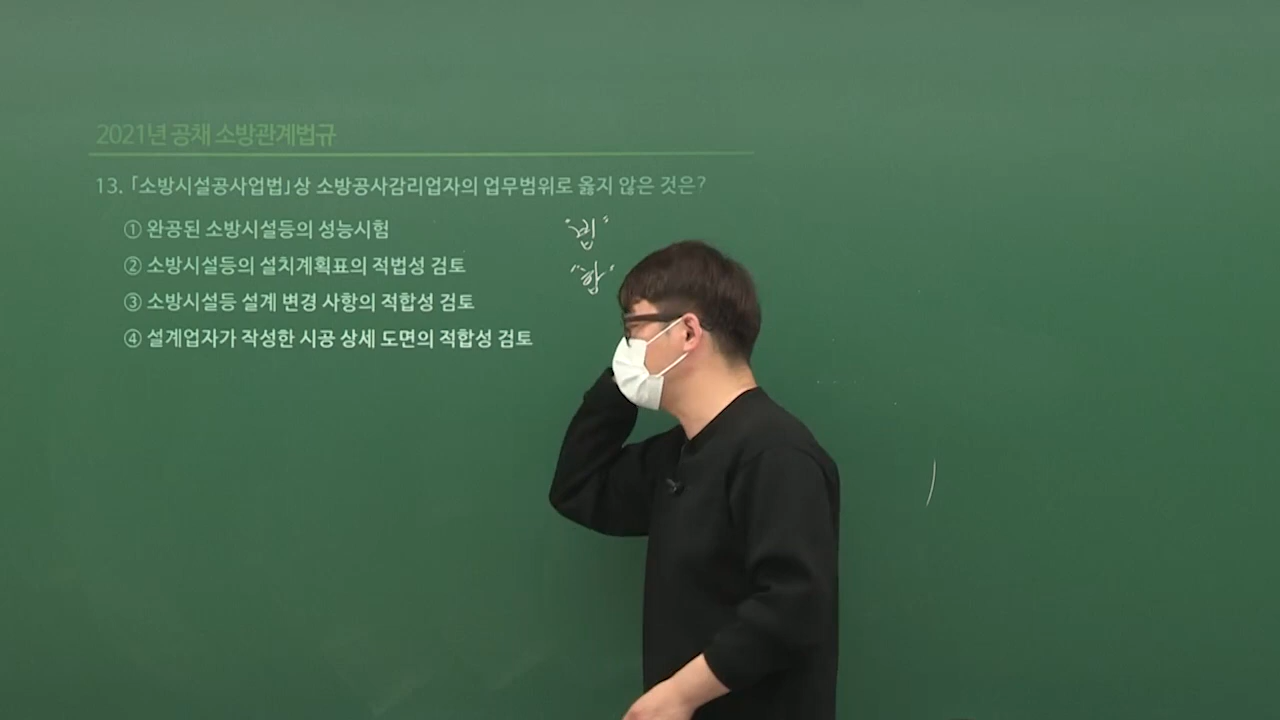 2021년 공채 소방관계법규
13. 「소방시설공사업법」상 소방공사감리업자의 업무범위로 옳지 않은 것은?
① 완공된 소방시설등의 성능시험
② 소방시설등의 설치계획표의 적법성 검토
③ 소방시설등 설계 변경 사항의 적합성 검토
④ 설계업자가 작성한 시공 상세 도면의 적합성 검토
"법"
"합"